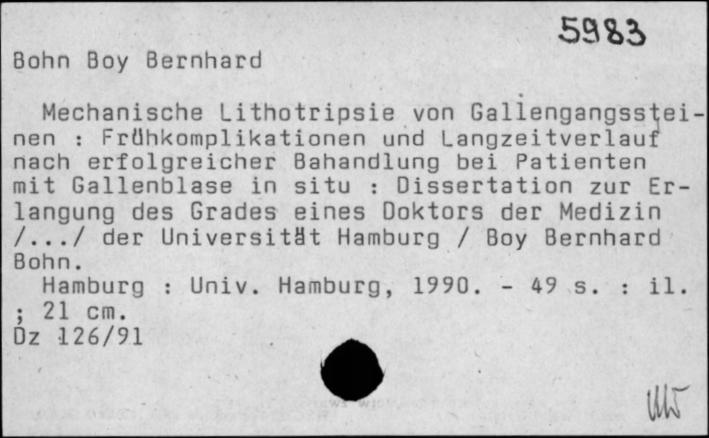 5983
Bohn Boy Bernhard
Mechanische Lithotripsie von Gallengangsstei-
nen : Frühkomplikationen und Langzeitverlauf
nach erfolgreicher Bahandlung bei Patienten
mit Gallenblase in situ : Dissertation zur Er-
langung des Grades eines Doktors der Medizin
/.../ der Universität Hamburg / Boy Bernhard
Bohn.
Hamburg : Univ. Hamburg, 1990. - 49 s. : il.
; 21 cm.
Dz 126/91